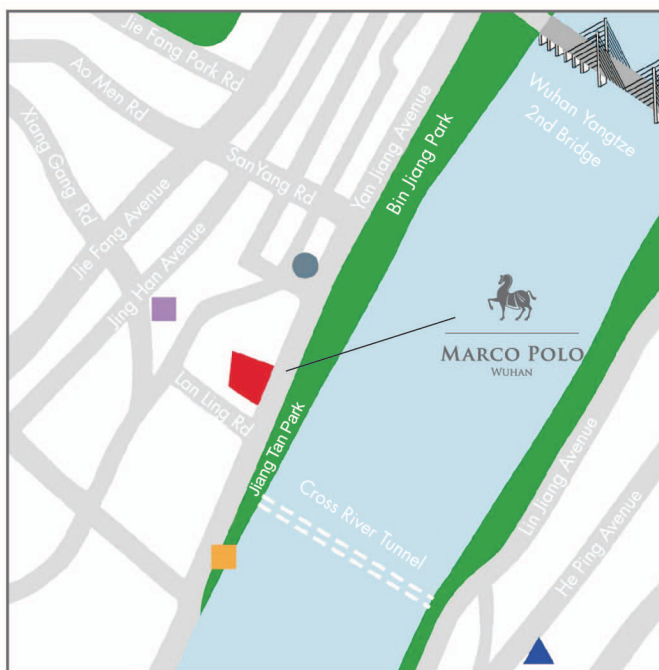 Jie Fang Park Rd
Ao Men Rd
Xiang Gang Rd
SanYang Rd
Yan Jiang Avenue
Bin Jiang Park
Wuhan Yangtze
2nd Bridge
Jie Fang Avenue
Jing Han Avenue
MARCO POLO
WUHAN
Lan Ling Rd
Jiang Tan Park
Cross River Tunnel
Lin Jiang Avenue
He Ping Avenue